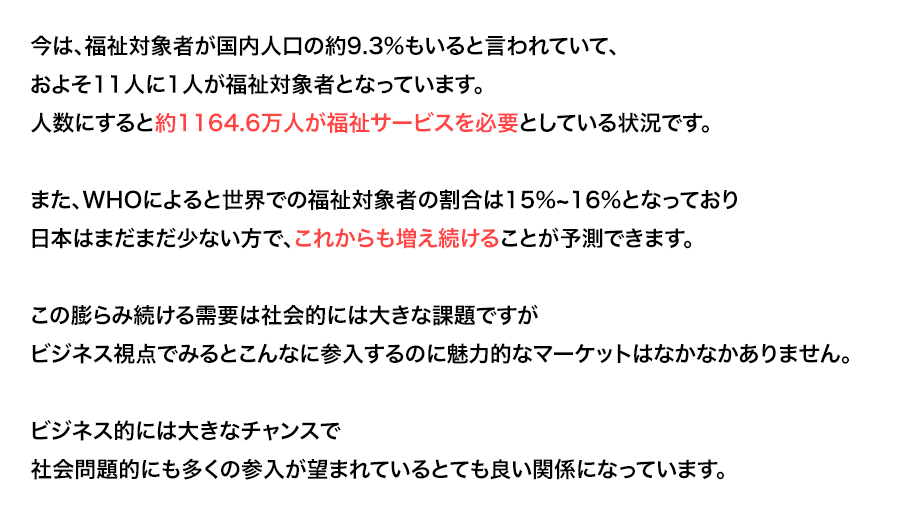 今は、福祉対象者が国内人口の約9.3%もいると言われていて、
およそ11人に1人が福祉対象者となっています。
人数にすると約1164.6万人が福祉サービスを必要としている状況です。
また、WHOによると世界での福祉対象者の割合は15%~16%となっており
日本はまだまだ少ない方で、これからも増え続けることが予測できます。
この膨らみ続ける需要は社会的には大きな課題ですが
ビジネス視点でみるとこんなに参入するのに魅力的なマーケットはなかなかありません。
ビジネス的には大きなチャンスで
社会問題的にも多くの参入が望まれているとても良い関係になっています。